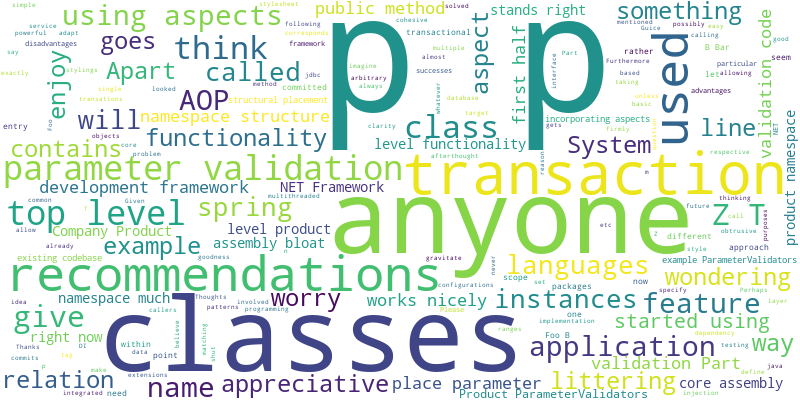 simple
stylesheet
service
using aspects
public method
stands right
following
solved
say
powerful
adapt
something
cohesive
easy
exactly
goes
think
transactional
corresponds
mentioned
Guice
disadvantages
framework
multiple
possibly
calling
stylings
Apart
called
jdbc
almost
Part
Furthermore
B Bar
method
imagine
taking
rather
seem
successes
arbitrary
based
let
allowing
enjoy
AOP
structural placement
aspect
first half
p p
used
validation code
interface
particular
NET
single
committed
always
database
unless
advantages
transations
looked
whatever
target
basic
Foo
will
namespace structure
incorporating aspects
entry
core
functionality
class
clarity
gets
firmly
line
objects
problem
level functionality
afterthought
System
respective
contains
parameter validation
transaction
reason
product namespace
development framework
NET Framework
future
thinking
common
Given
multithreaded
m
call
purposes
allow
top level
spring
anyone
Z T
Company Product
level product
different
obtrusive
already
example
assembly bloat
style
approach
existing codebase
goodness
gravitate
never
Z
example ParameterValidators
idea
recommendations
languages
wondering
configurations
etc
namespace much
Thoughts
involved
worry
scope
set
packages
now
specify
Layer
patterns
programming
works nicely
instances
feature
callers
Perhaps
give
classes
one
implementation
Foo B
started using
right now
within
believe
matching
Please
ranges
testing
java
Thanks
data
point
application
way
commits
shut
dependency
try
DI
make
validation Part
relation
name
appreciative
place parameter
littering
core assembly
integrated
need
extensions
Product ParameterValidators
define
injection